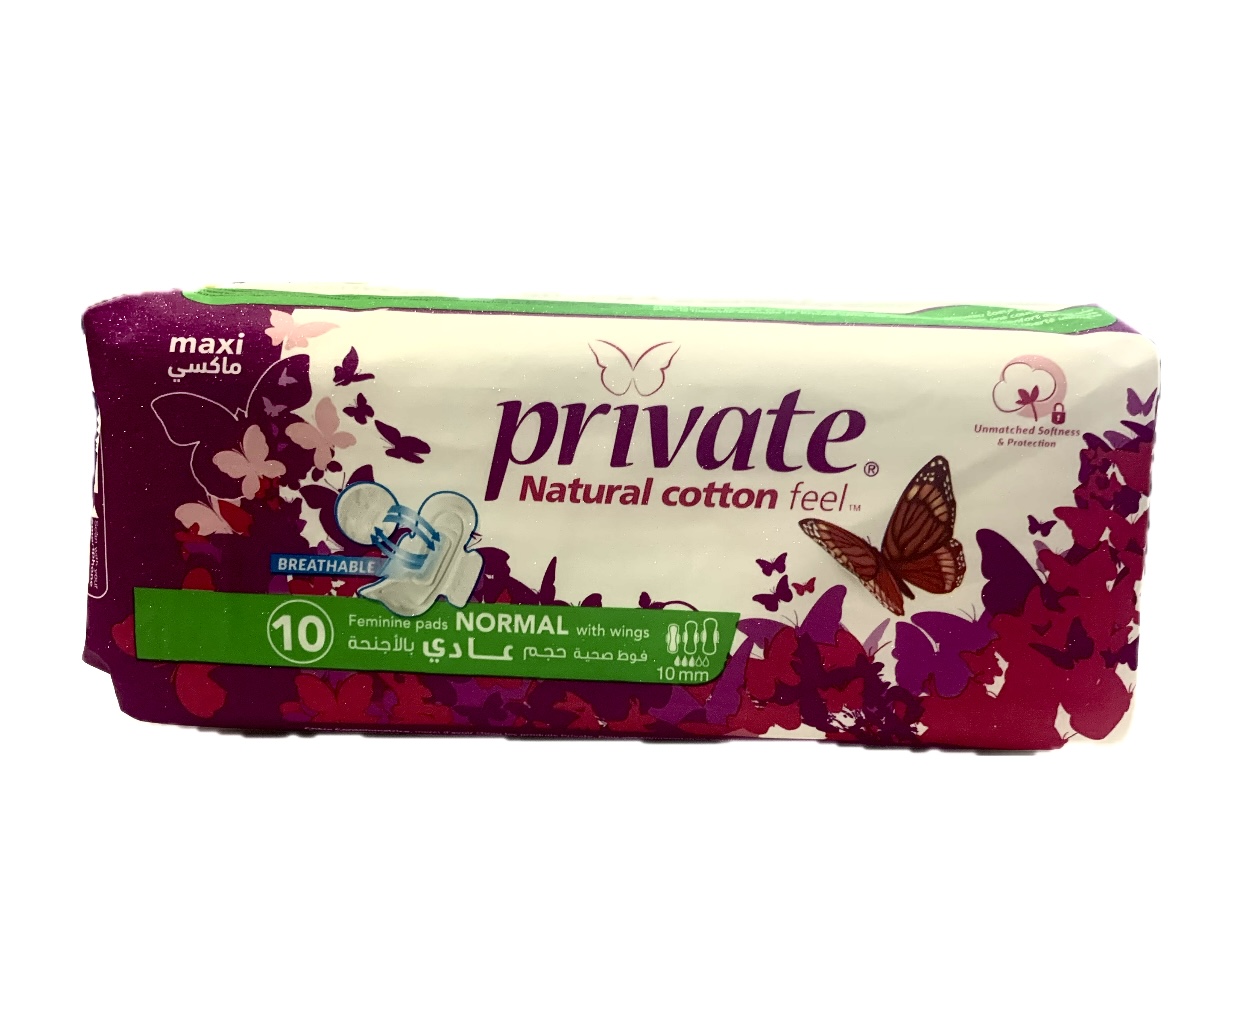 maxi
ماكسي
private®
Natural cotton feel™
Unmatched Softness
& Protection
BREATHABLE
10
Feminine pads NORMAL with wings
فوط صحية حجم عادي بالأجنحة
10 mm